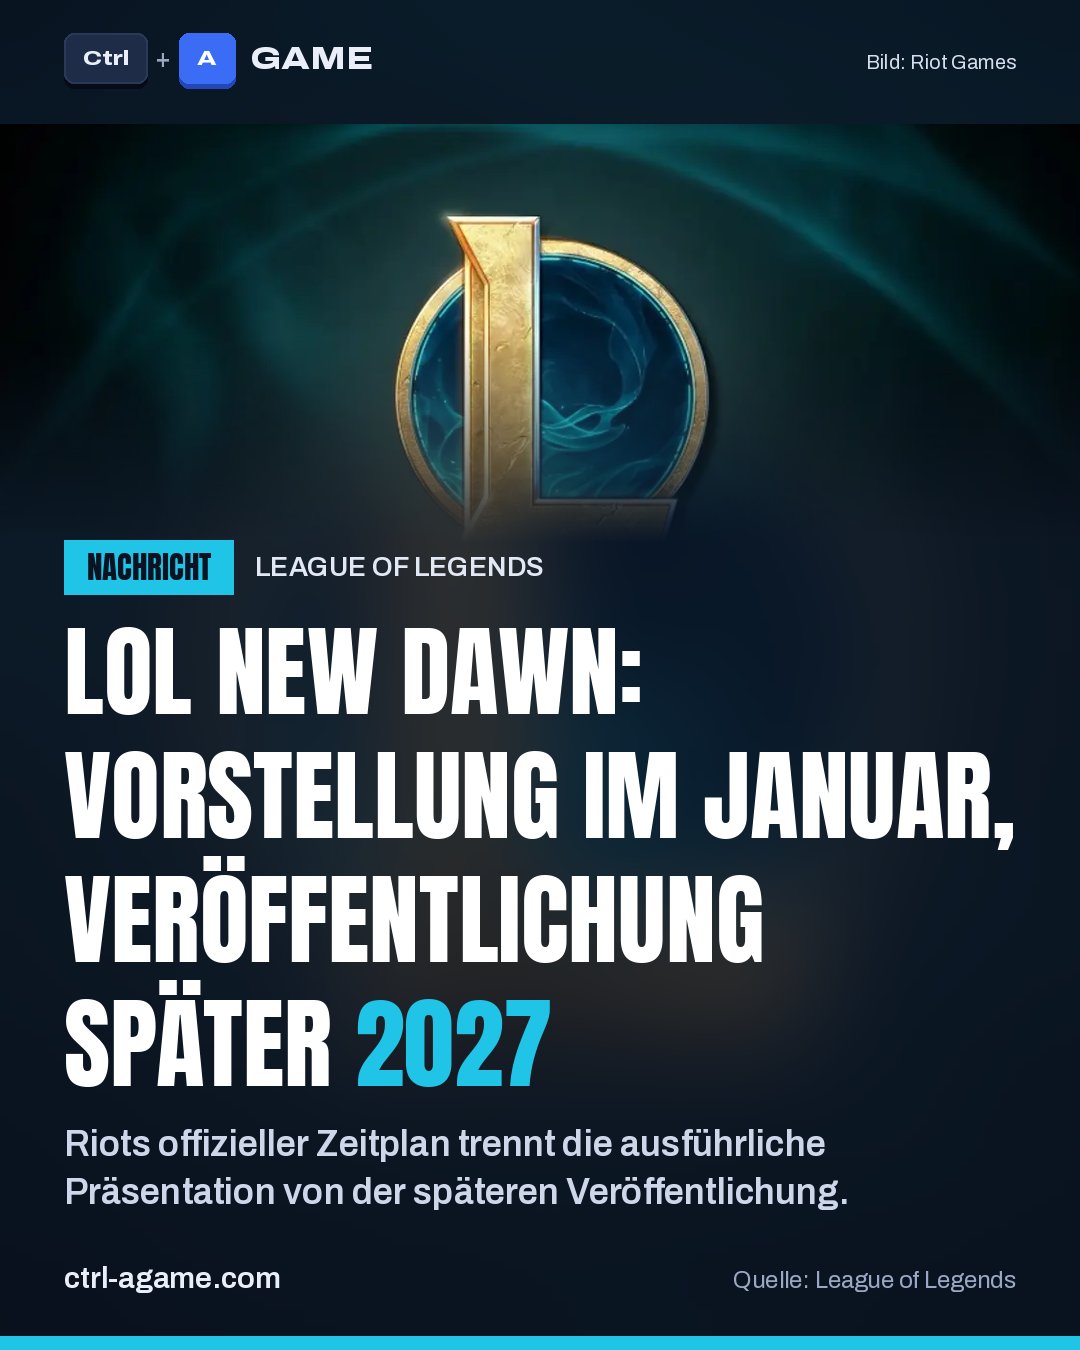 Ctrl + A GAME
Bild: Riot Games
NACHRICHT LEAGUE OF LEGENDS
LOL NEW DAWN:
VORSTELLUNG IM JANUAR,
VERÖFFENTLICHUNG
SPÄTER 2027
Riots offizieller Zeitplan trennt die ausführliche
Präsentation von der späteren Veröffentlichung.
ctrl-agame.com
Quelle: League of Legends